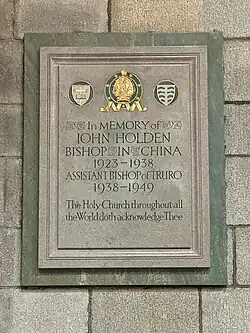 In MEMORY of
JOHN HOLDEN
BISHOP IN CHINA
1923-1938
ASSISTANT BISHOP of TRURO
1938-1949
The Holy Church throughout all
the World doth acknowledge Thee